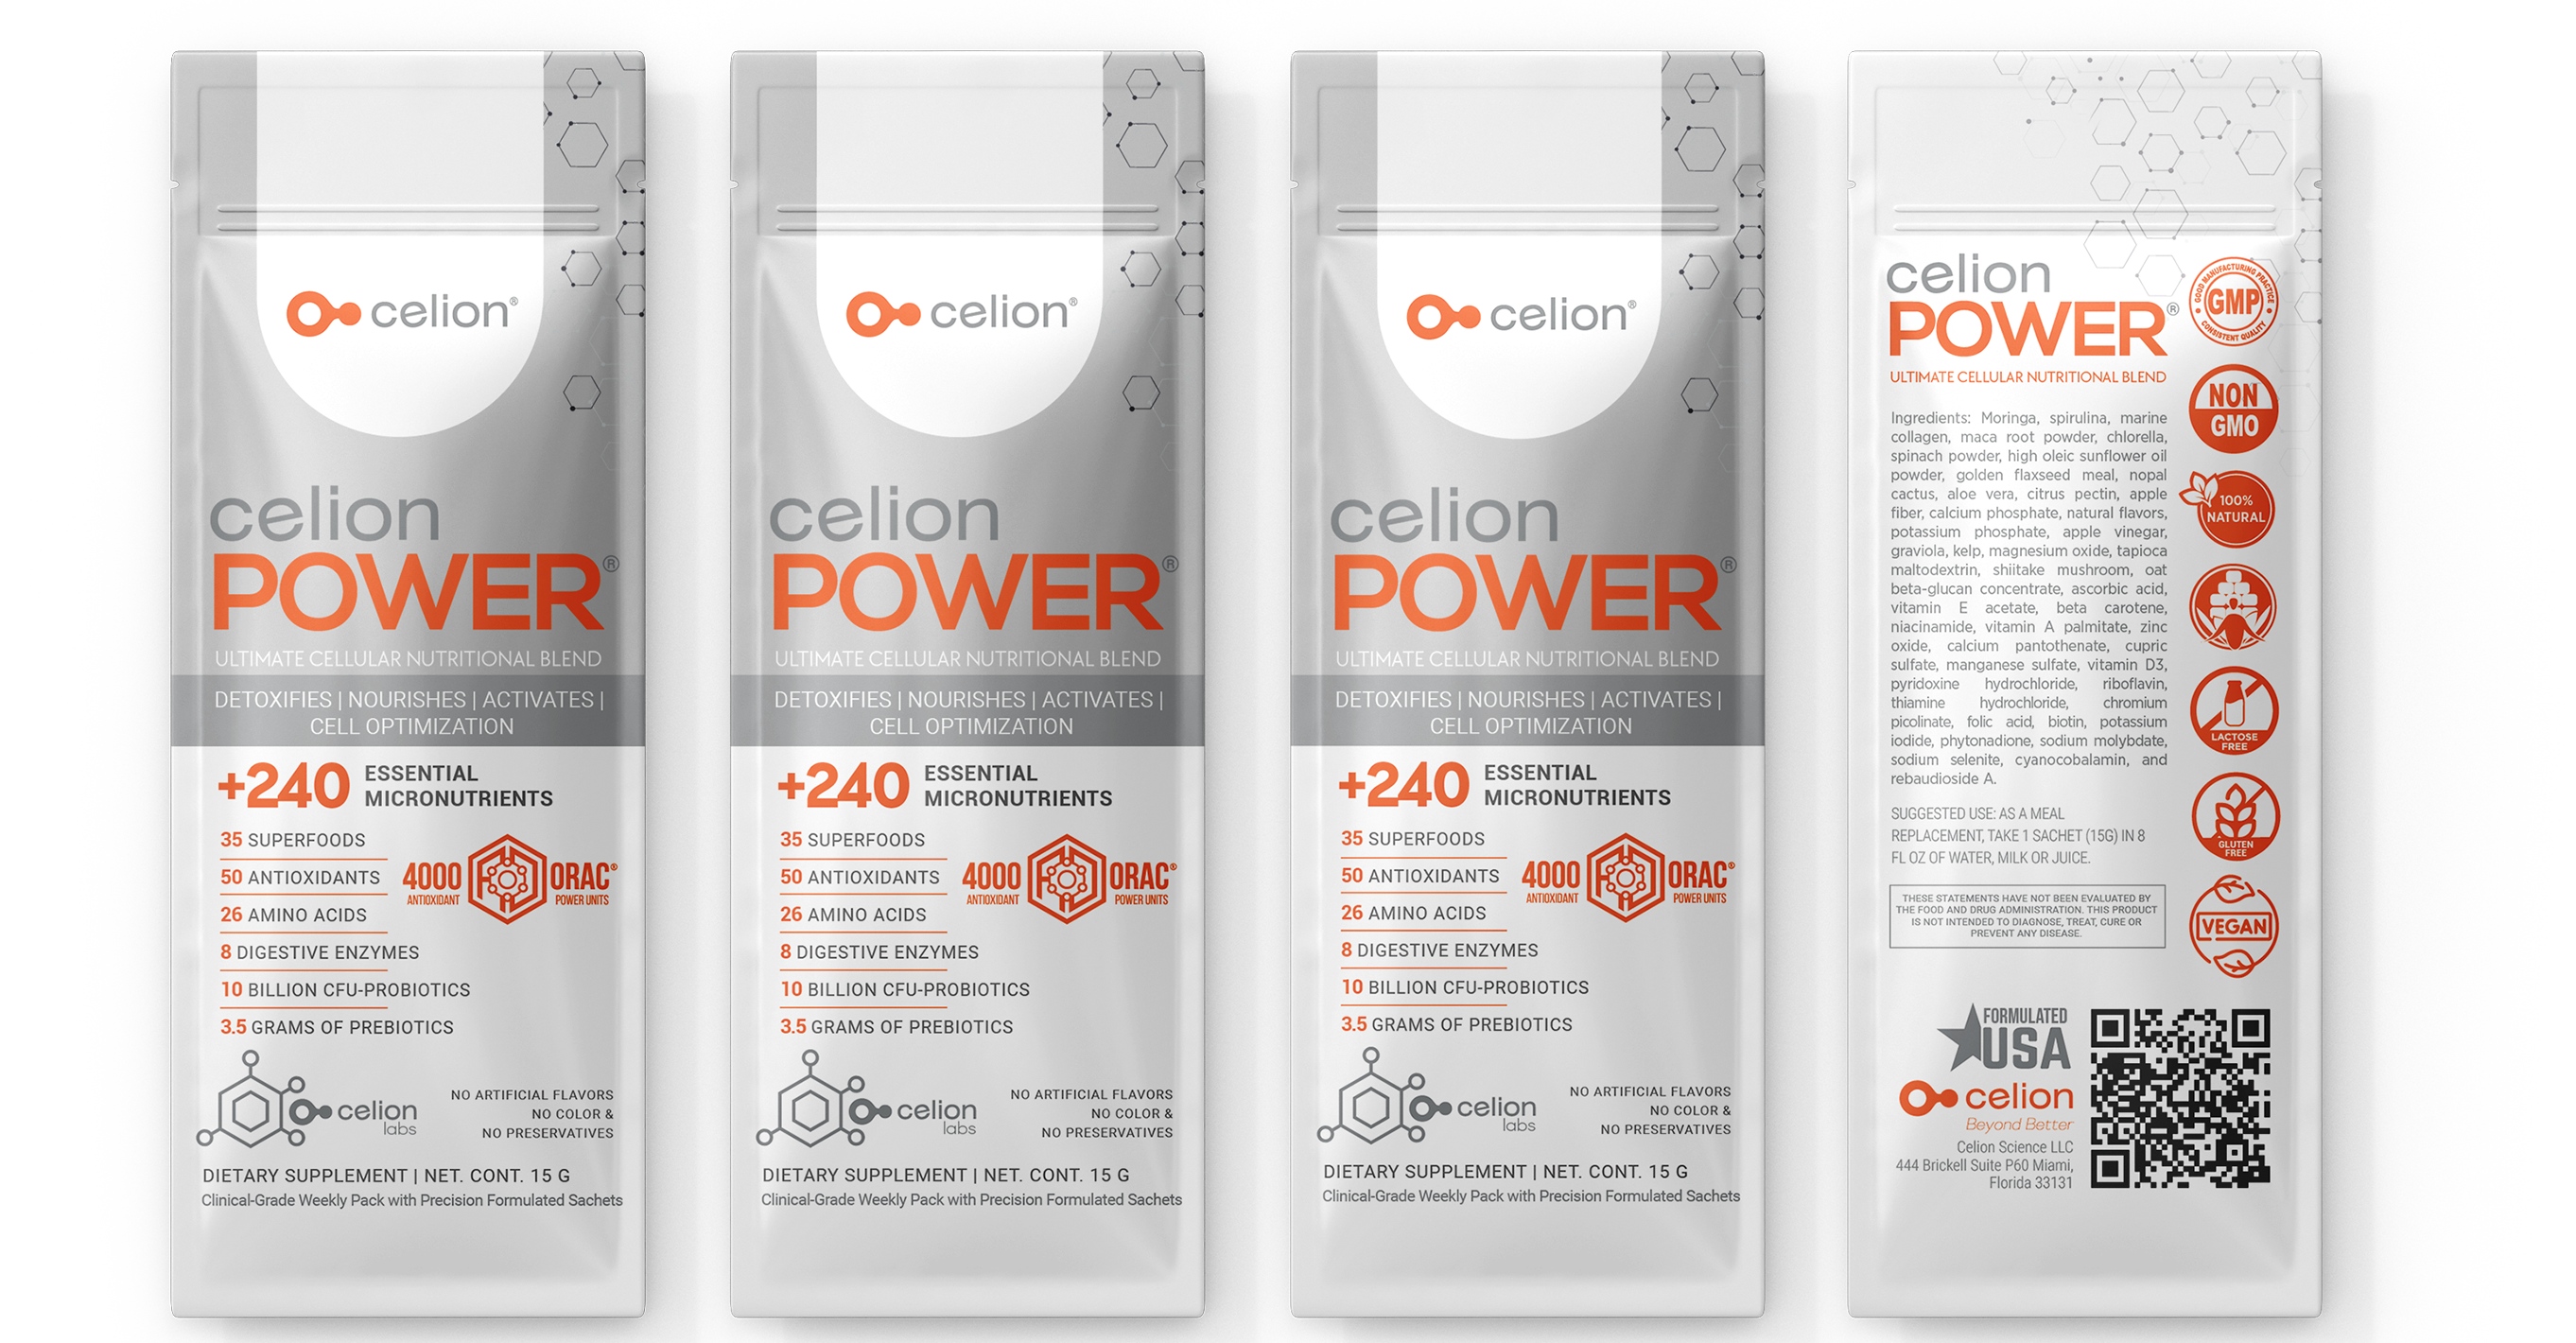 celion®
celion
POWER®
ULTIMATE CELLULAR NUTRITIONAL BLEND
DETOXIFIES | NOURISHES | ACTIVATES |
CELL OPTIMIZATION
+240 ESSENTIAL
MICRONUTRIENTS
35 SUPERFOODS
50 ANTIOXIDANTS
26 AMINO ACIDS
8 DIGESTIVE ENZYMES
10 BILLION CFU-PROBIOTICS
3.5 GRAMS OF PREBIOTICS
4000 ORAC®
ANTIOXIDANT POWER UNITS
celion
labs
NO ARTIFICIAL FLAVORS
NO COLOR &
NO PRESERVATIVES
DIETARY SUPPLEMENT | NET. CONT. 15 G
Clinical-Grade Weekly Pack with Precision Formulated Sachets
celion®
celion
POWER®
ULTIMATE CELLULAR NUTRITIONAL BLEND
DETOXIFIES | NOURISHES | ACTIVATES |
CELL OPTIMIZATION
+240 ESSENTIAL
MICRONUTRIENTS
35 SUPERFOODS
50 ANTIOXIDANTS
26 AMINO ACIDS
8 DIGESTIVE ENZYMES
10 BILLION CFU-PROBIOTICS
3.5 GRAMS OF PREBIOTICS
4000 ORAC®
ANTIOXIDANT POWER UNITS
celion
labs
NO ARTIFICIAL FLAVORS
NO COLOR &
NO PRESERVATIVES
DIETARY SUPPLEMENT | NET. CONT. 15 G
Clinical-Grade Weekly Pack with Precision Formulated Sachets
celion®
celion
POWER®
ULTIMATE CELLULAR NUTRITIONAL BLEND
DETOXIFIES | NOURISHES | ACTIVATES |
CELL OPTIMIZATION
+240 ESSENTIAL
MICRONUTRIENTS
35 SUPERFOODS
50 ANTIOXIDANTS
26 AMINO ACIDS
8 DIGESTIVE ENZYMES
10 BILLION CFU-PROBIOTICS
3.5 GRAMS OF PREBIOTICS
4000 ORAC®
ANTIOXIDANT POWER UNITS
celion
labs
NO ARTIFICIAL FLAVORS
NO COLOR &
NO PRESERVATIVES
DIETARY SUPPLEMENT | NET. CONT. 15 G
Clinical-Grade Weekly Pack with Precision Formulated Sachets
celion
POWER®
ULTIMATE CELLULAR NUTRITIONAL BLEND
Ingredients: Moringa, spirulina, marine
collagen, maca root powder, chlorella,
spinach powder, high oleic sunflower oil
powder, golden flaxseed meal, nopal
cactus, aloe vera, citrus pectin, apple
fiber, calcium phosphate, natural flavors,
potassium phosphate, apple vinegar,
graviola, kelp, magnesium oxide, tapioca
maltodextrin, shiitake mushroom, oat
beta-glucan concentrate, ascorbic acid,
vitamin E acetate, beta carotene,
niacinamide, vitamin A palmitate, zinc
oxide, calcium pantothenate, cupric
sulfate, manganese sulfate, vitamin D3,
pyridoxine hydrochloride, riboflavin,
thiamine hydrochloride, chromium
picolinate, folic acid, biotin, potassium
iodide, phytonadione, sodium molybdate,
sodium selenite, cyanocobalamin, and
rebaudioside A.
SUGGESTED USE: AS A MEAL
REPLACEMENT, TAKE 1 SACHET (15G) IN 8
FL OZ OF WATER, MILK OR JUICE.
THESE STATEMENTS HAVE NOT BEEN EVALUATED BY
THE FOOD AND DRUG ADMINISTRATION. THIS PRODUCT
IS NOT INTENDED TO DIAGNOSE, TREAT, CURE OR
PREVENT ANY DISEASE.
GOOD MANUFACTURING PRACTICE
GMP
CONSISTENT QUALITY
NON
GMO
100%
NATURAL
LACTOSE
FREE
GLUTEN
FREE
VEGAN
FORMULATED
USA
celion
Beyond Better
Celion Science LLC
444 Brickell Suite P60 Miami,
Florida 33131